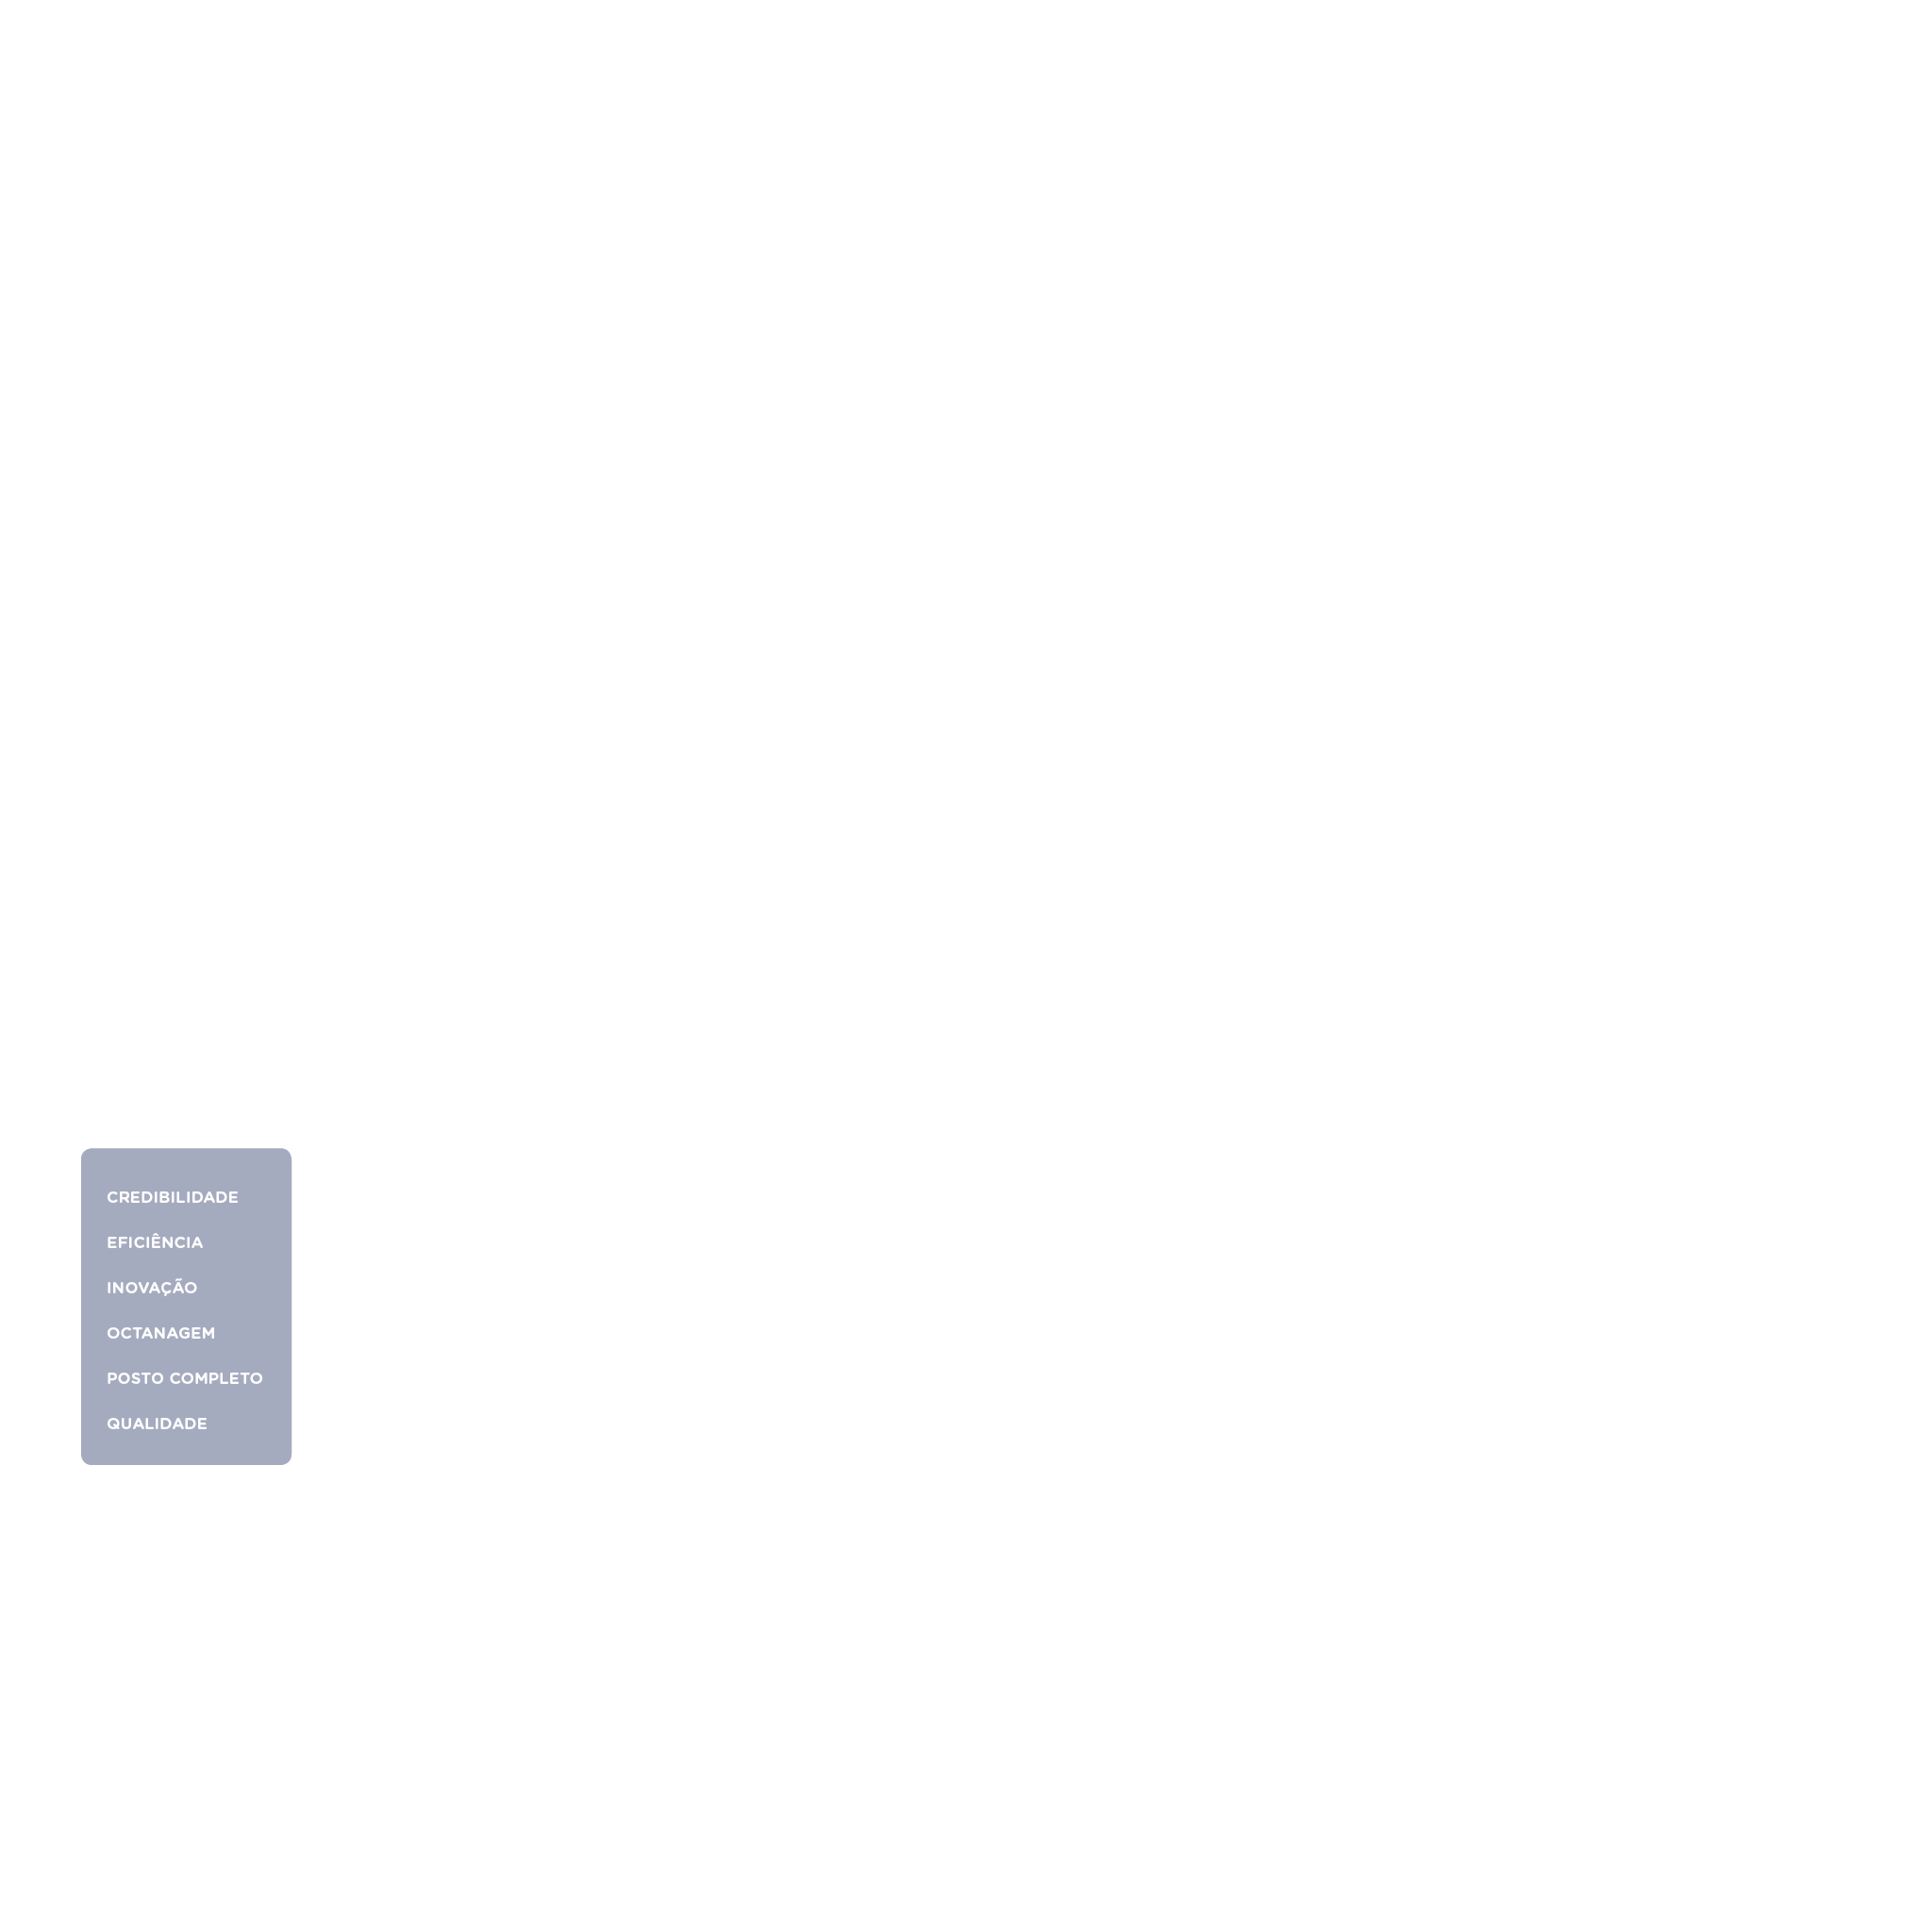 CREDIBILIDADE
EFICIÊNCIA
INOVAÇÃO
OCTANAGEM
POSTO COMPLETO
QUALIDADE